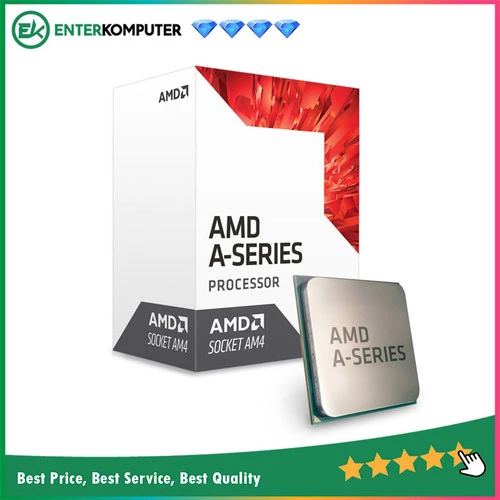 EK ENTERKOMPUTER
AMD
AMD
A-SERIES
PROCESSOR
AMD
SOCKET AM4
AMD
SOCKET AM4
AMD
A-SERIES
Best Price, Best Service, Best Quality